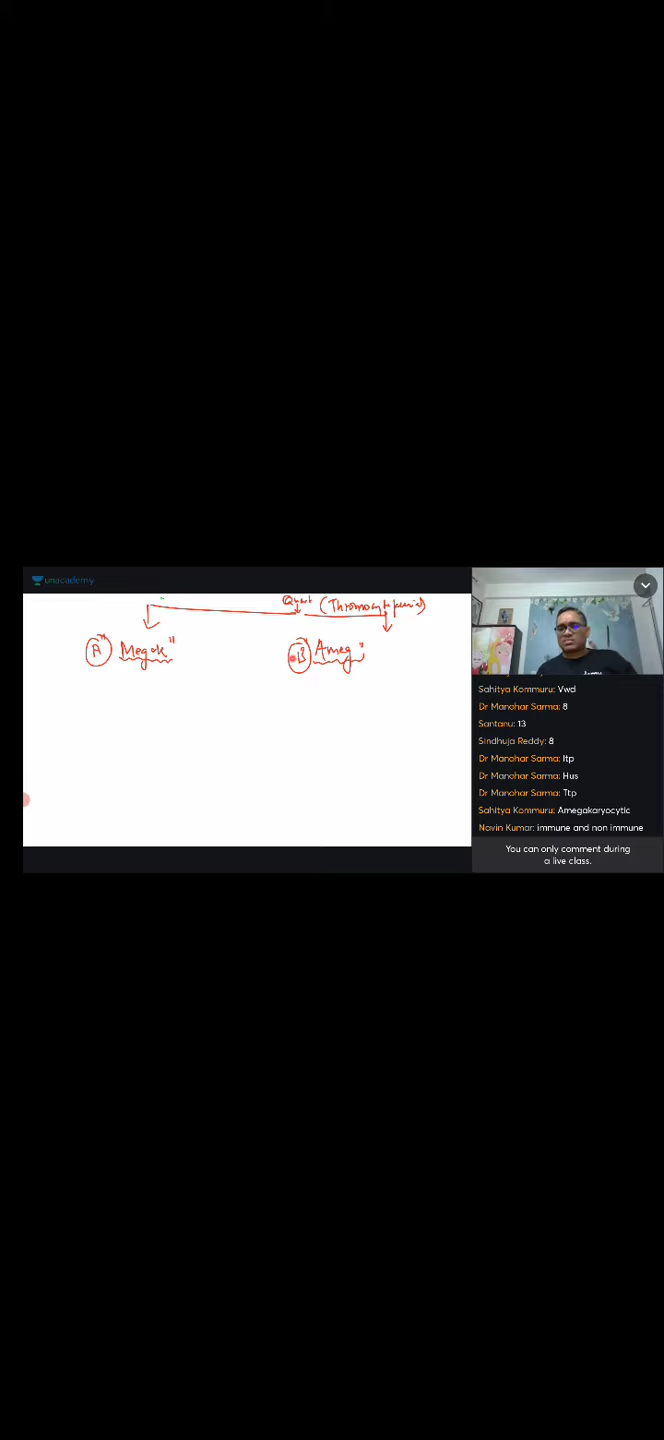 unacademy
Quant (Thrombocytopenia)
A Megak"
B Ameg"
Sahitya Kommuru: Vwd
Dr Manohar Sarma: 8
Santanu: 13
Sindhuja Reddy: 8
Dr Manohar Sarma: Itp
Dr Manohar Sarma: Hus
Dr Manohar Sarma: Ttp
Sahitya Kommuru: Amegakaryocytic
Navin Kumar: immune and non immune
You can only comment during
a live class.